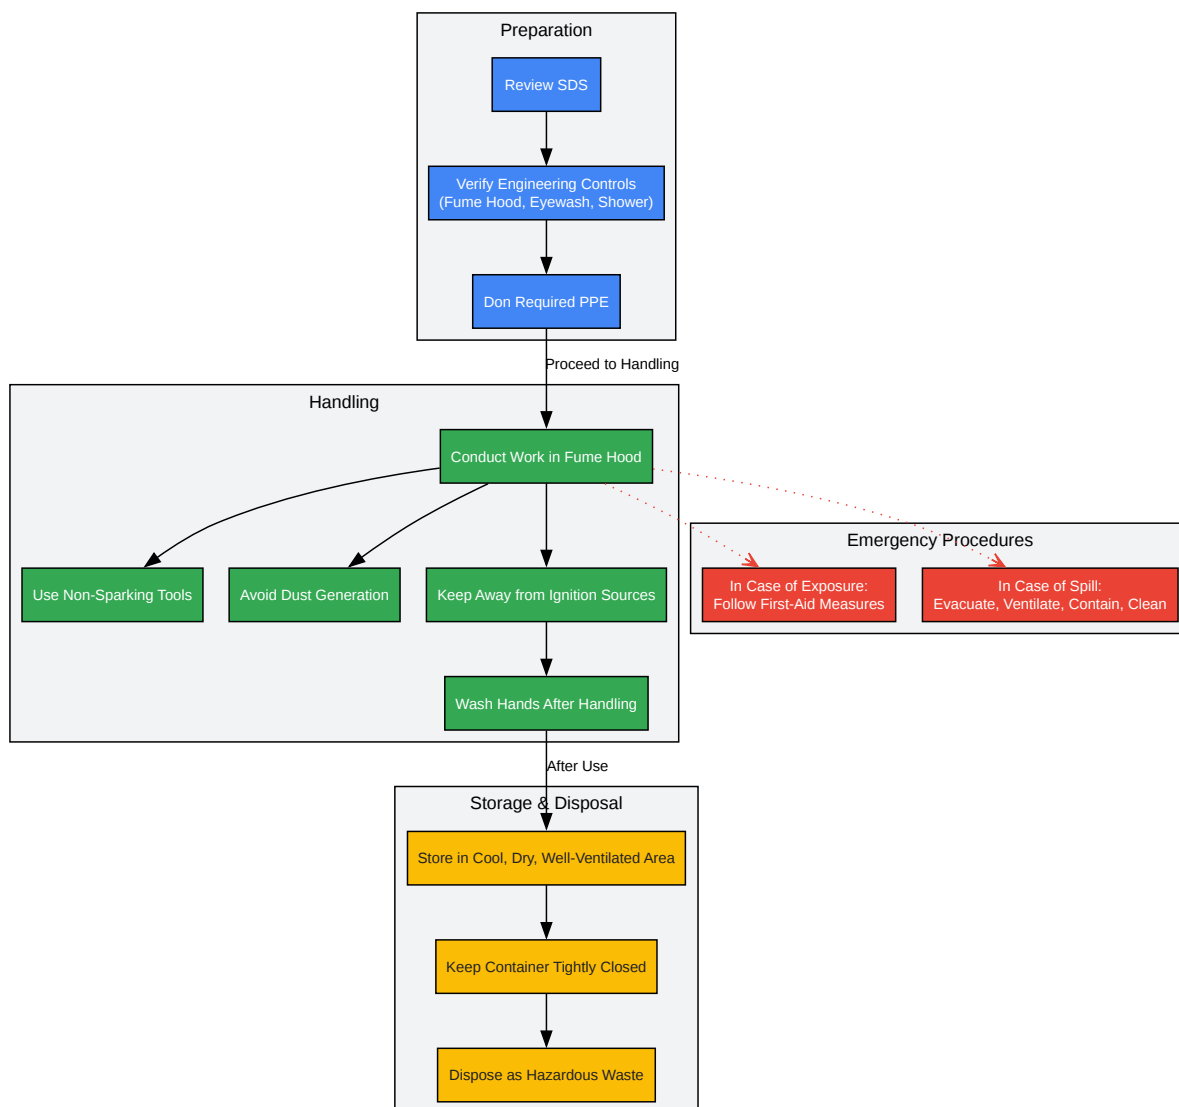 Preparation
Review SDS
Verify Engineering Controls
(Fume Hood, Eyewash, Shower)
Don Required PPE
Proceed to Handling
Handling
Conduct Work in Fume Hood
Emergency Procedures
Use Non-Sparking Tools
Avoid Dust Generation
Keep Away from Ignition Sources
In Case of Exposure:
Follow First-Aid Measures
In Case of Spill:
Evacuate, Ventilate, Contain, Clean
Wash Hands After Handling
After Use
Storage & Disposal
Store in Cool, Dry, Well-Ventilated Area
Keep Container Tightly Closed
Dispose as Hazardous Waste